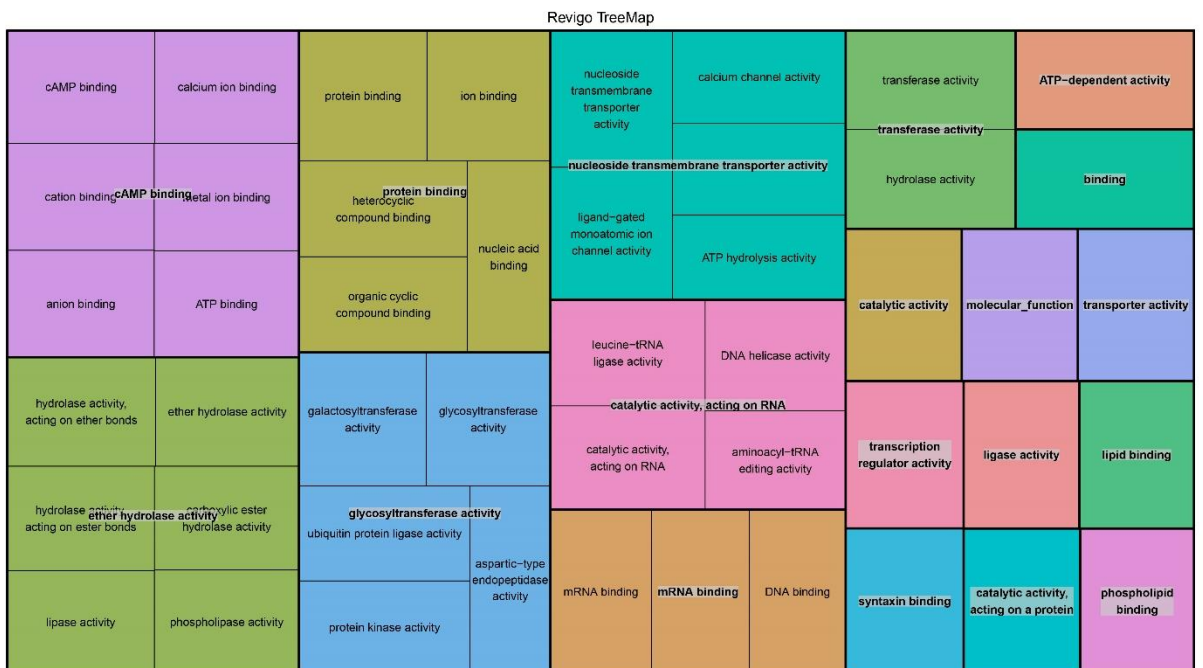 Revigo TreeMap
cAMP binding
calcium ion binding
cation binding
metal ion binding
cAMP binding
anion binding
ATP binding
hydrolase activity,
acting on ether bonds
ether hydrolase activity
hydrolase activity
acting on ester bonds
carboxylic ester
hydrolase activity
ether hydrolase activity
lipase activity
phospholipase activity
protein binding
ion binding
protein binding
heterocyclic
compound binding
nucleic acid
binding
organic cyclic
compound binding
galactosyltransferase
activity
glycosyltransferase
activity
glycosyltransferase activity
ubiquitin protein ligase activity
aspartic-type
endopeptidase
activity
protein kinase activity
nucleoside
transmembrane
transporter
activity
calcium channel activity
nucleoside transmembrane transporter activity
ligand-gated
monoatomic ion
channel activity
ATP hydrolysis activity
leucine-tRNA
ligase activity
DNA helicase activity
catalytic activity, acting on RNA
catalytic activity,
acting on RNA
aminoacyl-tRNA
editing activity
mRNA binding
mRNA binding
DNA binding
transferase activity
transferase activity
hydrolase activity
ATP-dependent activity
binding
catalytic activity
molecular_function
transporter activity
transcription
regulator activity
ligase activity
lipid binding
syntaxin binding
catalytic activity,
acting on a protein
phospholipid
binding